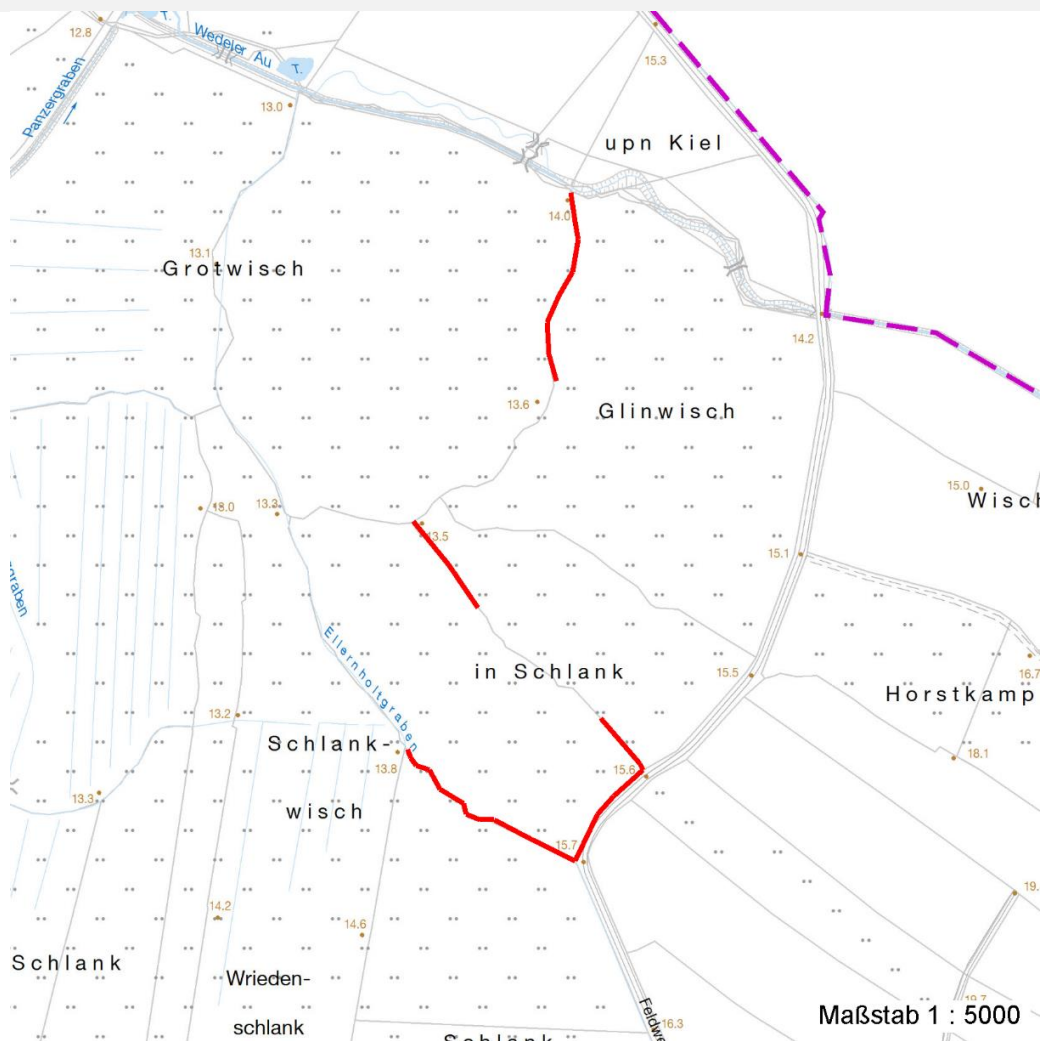 T.
12.8
Wedeler Au
T.
15.3
Panzergraben
13.0
upn Kiel
14.0
13.1
Grotwisch
14.2
13.6
Glinwisch
15.0
Wisch
13.0
13.3
13.5
15.1
graben
Ellernholtgraben
in Schlank
15.5
16.7
Horstkamp
13.2
Schlank-
wisch
13.8
15.6
18.1
13.3
15.7
14.2
14.6
19.
Schlank
Wrieden-
schlank
Feldwe
16.3
19.7
Maßstab 1 : 5000
Schlank